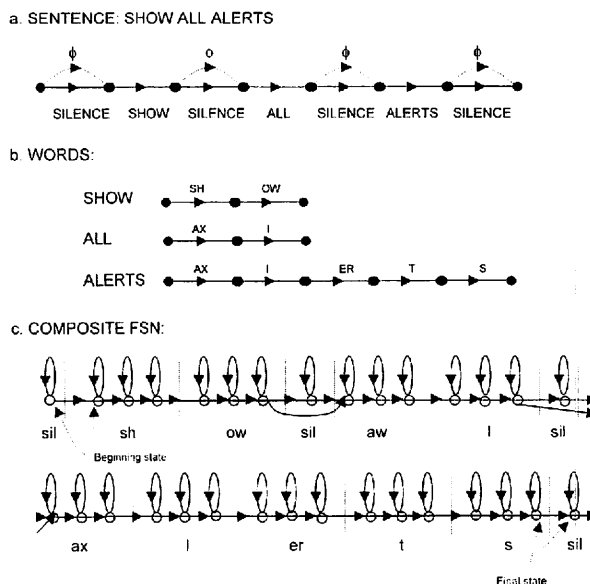 a. SENTENCE: SHOW ALL ALERTS
ϕ ο ϕ ϕ
SILENCE SHOW SILENCE ALL SILENCE ALERTS SILENCE
b. WORDS:
SH OW
SHOW
AX l
ALL
AX l ER T S
ALERTS
c. COMPOSITE FSN:
sil sh ow sil aw l sil
Beginning state
ax l er t s sil
Final state